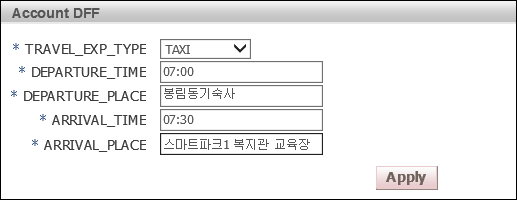 Account DFF
* TRAVEL_EXP_TYPE TAXI
* DEPARTURE_TIME 07:00
* DEPARTURE_PLACE 봉림동기숙사
* ARRIVAL_TIME 07:30
* ARRIVAL_PLACE 스마트파크1 복지관 교육장
Apply